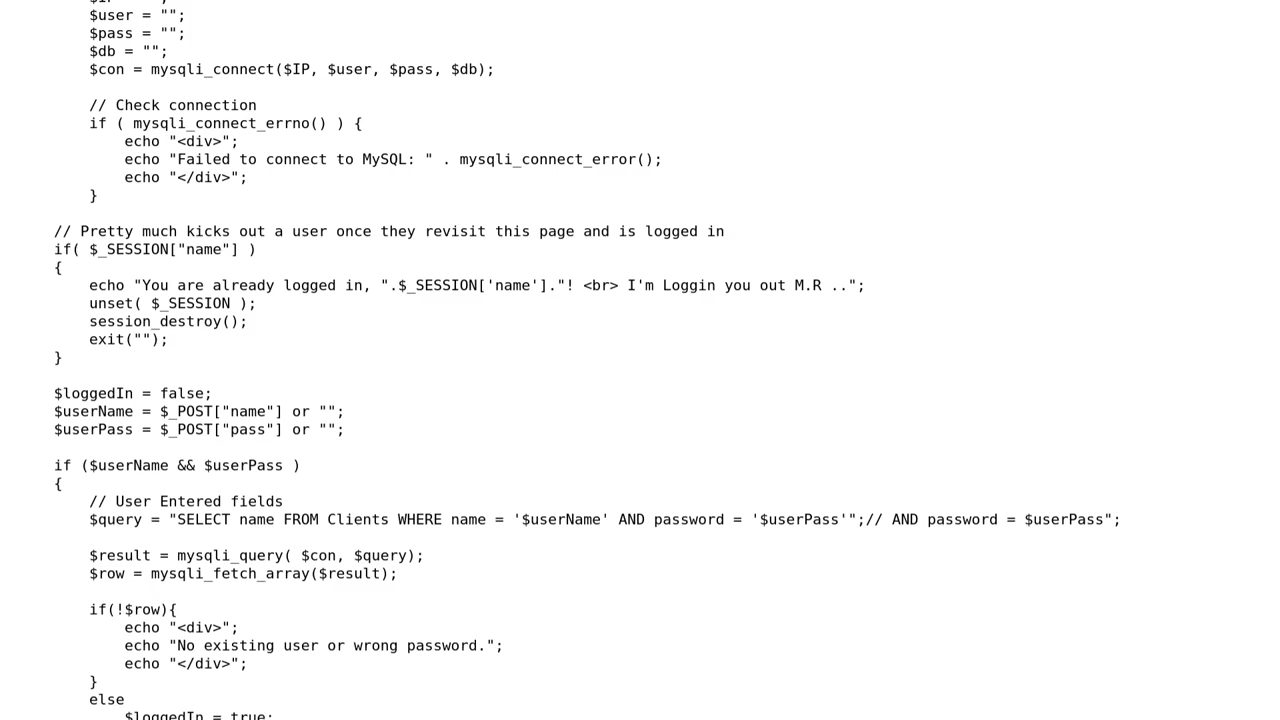 $user = "";
$pass = "";
$db = "";
$con = mysqli_connect($IP, $user, $pass, $db);
// Check connection
if ( mysqli_connect_errno() ) {
echo "<div>";
echo "Failed to connect to MySQL: " . mysqli_connect_error();
echo "</div>";
}
// Pretty much kicks out a user once they revisit this page and is logged in
if( $_SESSION["name"] )
{
echo "You are already logged in, ".$_SESSION['name']."! <br> I'm Loggin you out M.R ..";
unset( $_SESSION );
session_destroy();
exit("");
}
$loggedIn = false;
$userName = $_POST["name"] or "";
$userPass = $_POST["pass"] or "";
if ($userName && $userPass )
{
// User Entered fields
$query = "SELECT name FROM Clients WHERE name = '$userName' AND password = '$userPass'";// AND password = $userPass";
$result = mysqli_query( $con, $query);
$row = mysqli_fetch_array($result);
if(!$row){
echo "<div>";
echo "No existing user or wrong password.";
echo "</div>";
}
else
$loggedIn = true;